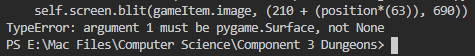 self.screen.blit(gameItem.image, (210 + (position*(63)), 690))
TypeError: argument 1 must be pygame.Surface, not None
PS E:\Mac Files\Computer Science\Component 3 Dungeons>